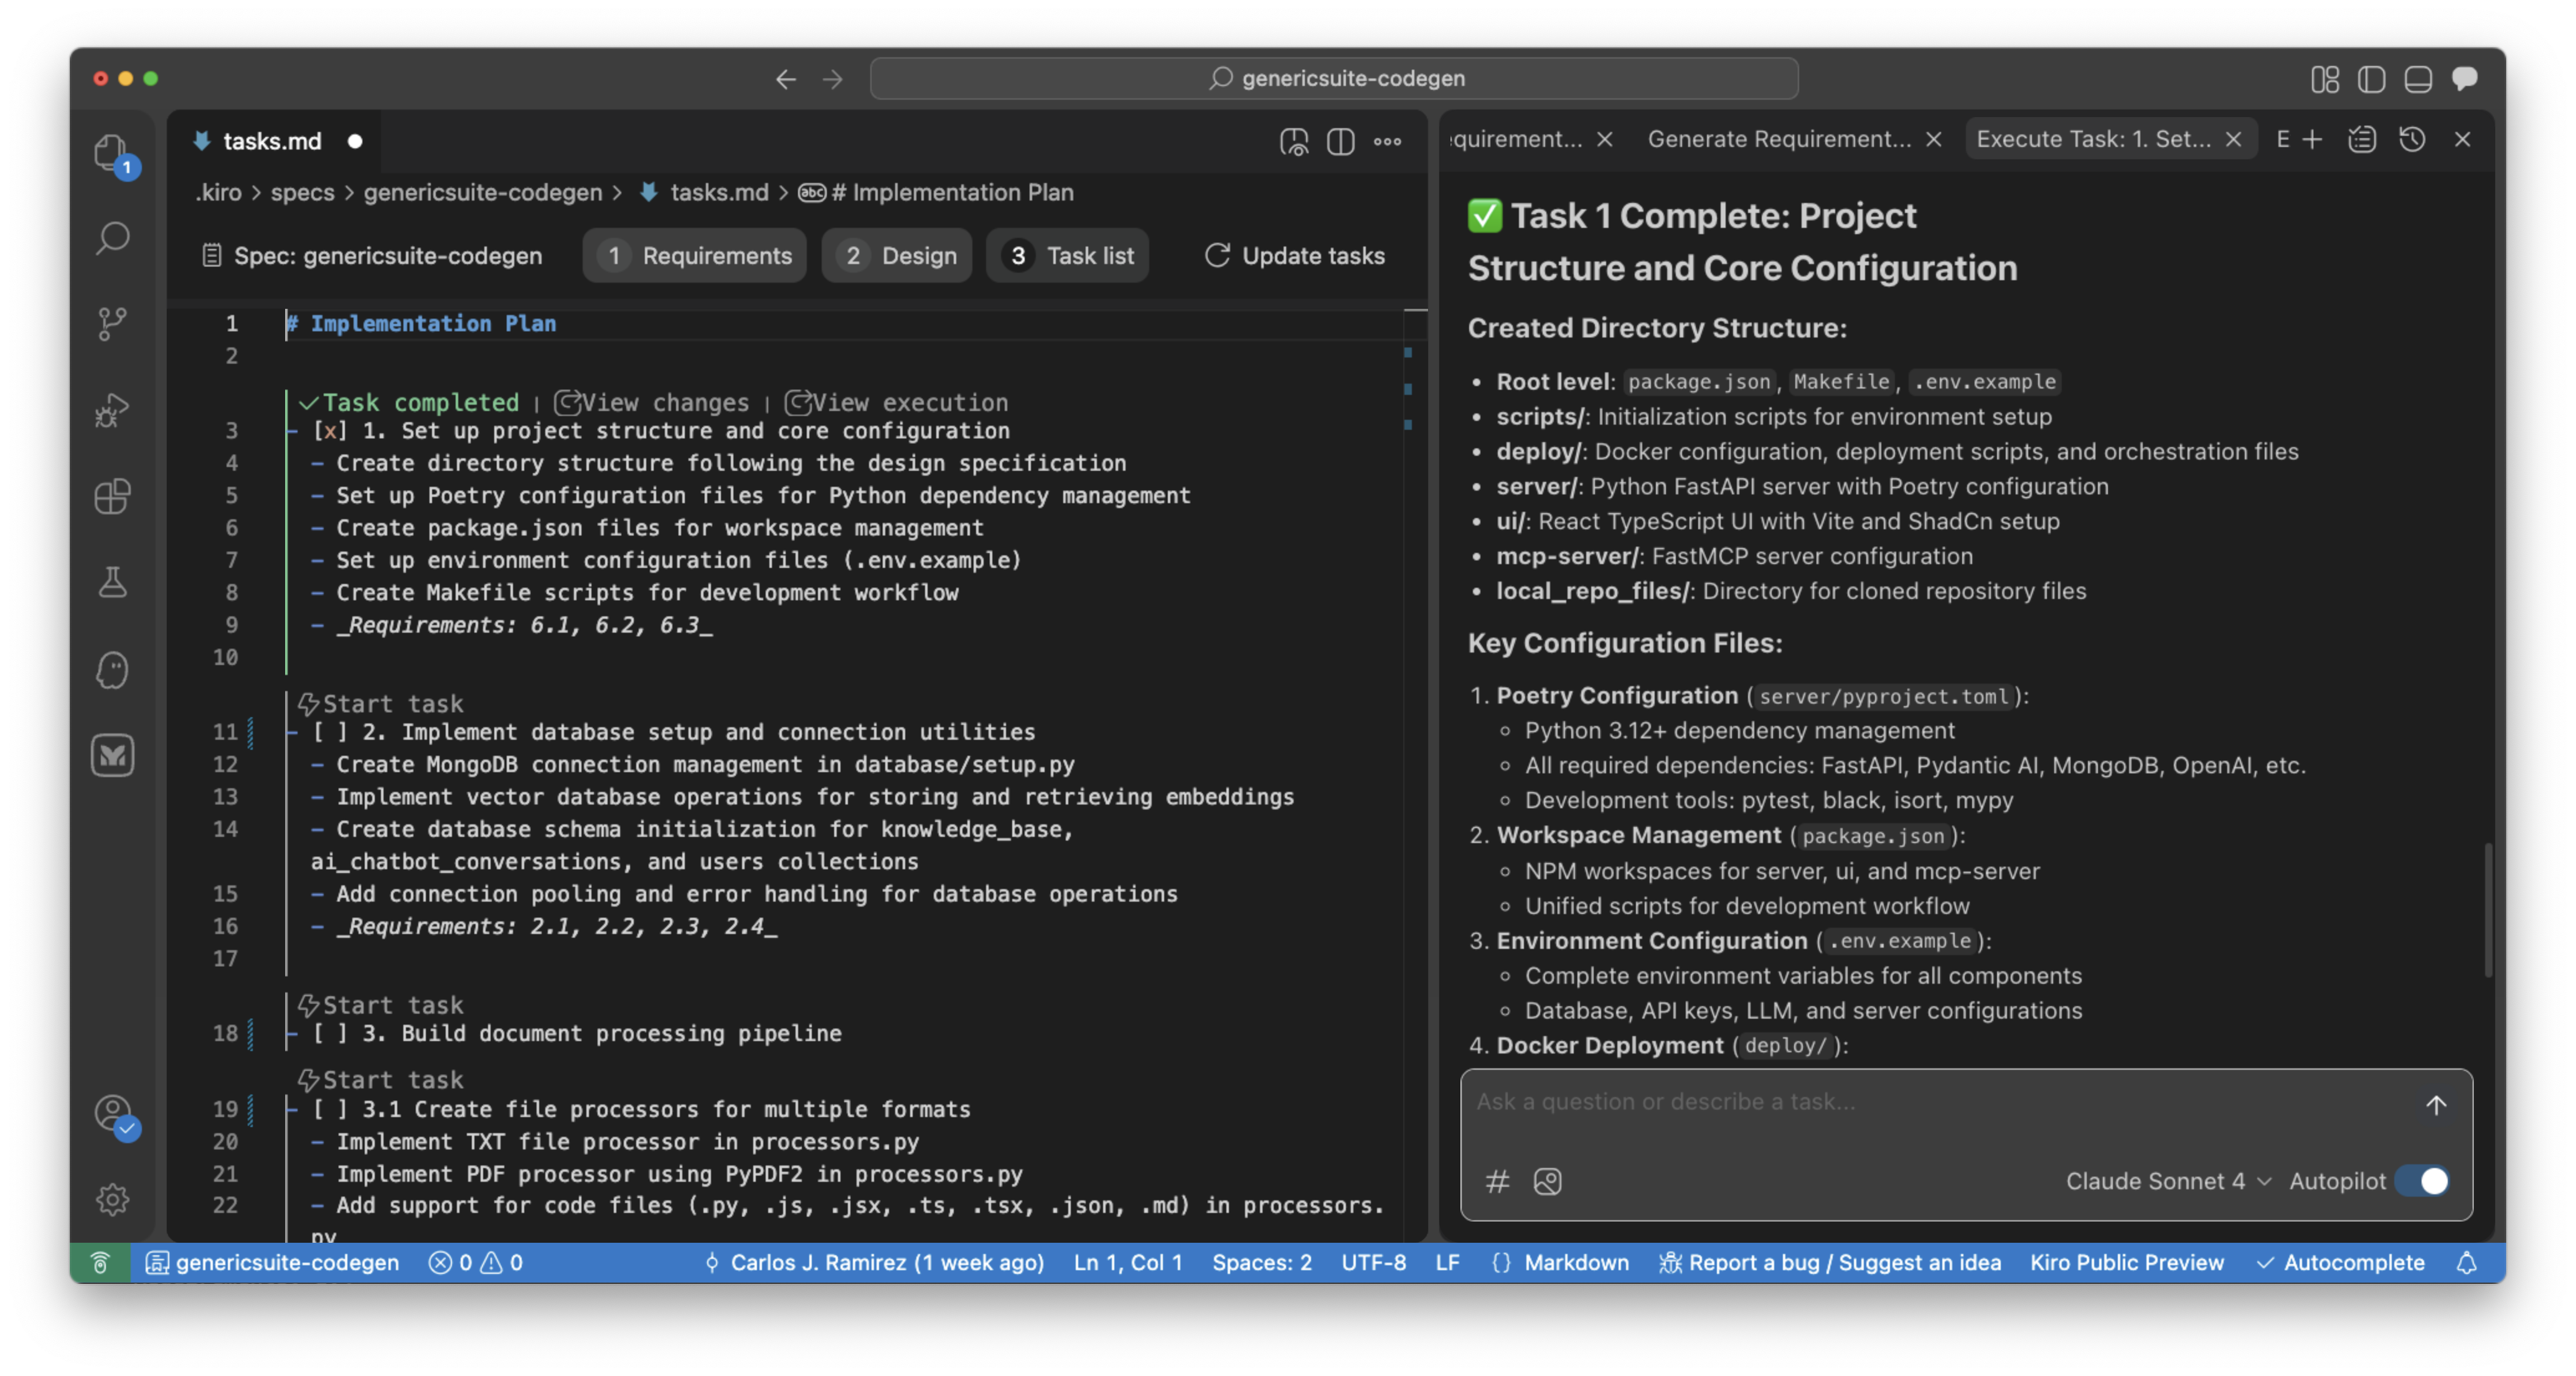 genericsuite-codegen
1
tasks.md
.kiro > specs > genericsuite-codegen > tasks.md > # Implementation Plan
Spec: genericsuite-codegen
1 Requirements
2 Design
3 Task list
Update tasks
1 # Implementation Plan
2
Task completed | View changes | View execution
3 - [x] 1. Set up project structure and core configuration
4 - Create directory structure following the design specification
5 - Set up Poetry configuration files for Python dependency management
6 - Create package.json files for workspace management
7 - Set up environment configuration files (.env.example)
8 - Create Makefile scripts for development workflow
9 - _Requirements: 6.1, 6.2, 6.3_
10
Start task
11 - [ ] 2. Implement database setup and connection utilities
12 - Create MongoDB connection management in database/setup.py
13 - Implement vector database operations for storing and retrieving embeddings
14 - Create database schema initialization for knowledge_base,
ai_chatbot_conversations, and users collections
15 - Add connection pooling and error handling for database operations
16 - _Requirements: 2.1, 2.2, 2.3, 2.4_
17
Start task
18 - [ ] 3. Build document processing pipeline
Start task
19 - [ ] 3.1 Create file processors for multiple formats
20 - Implement TXT file processor in processors.py
21 - Implement PDF processor using PyPDF2 in processors.py
22 - Add support for code files (.py, .js, .jsx, .ts, .tsx, .json, .md) in processors.
py
equirement...
Generate Requirement...
Execute Task: 1. Set...
E
✅ Task 1 Complete: Project
Structure and Core Configuration
Created Directory Structure:
• Root level: package.json, Makefile, .env.example
• scripts/: Initialization scripts for environment setup
• deploy/: Docker configuration, deployment scripts, and orchestration files
• server/: Python FastAPI server with Poetry configuration
• ui/: React TypeScript UI with Vite and ShadCn setup
• mcp-server/: FastMCP server configuration
• local_repo_files/: Directory for cloned repository files
Key Configuration Files:
1. Poetry Configuration (server/pyproject.toml):
Python 3.12+ dependency management
All required dependencies: FastAPI, Pydantic AI, MongoDB, OpenAI, etc.
Development tools: pytest, black, isort, mypy
2. Workspace Management (package.json):
NPM workspaces for server, ui, and mcp-server
Unified scripts for development workflow
3. Environment Configuration (.env.example):
Complete environment variables for all components
Database, API keys, LLM, and server configurations
4. Docker Deployment (deploy/):
Ask a question or describe a task...
#
Claude Sonnet 4
Autopilot
genericsuite-codegen
0 0
Carlos J. Ramirez (1 week ago)
Ln 1, Col 1
Spaces: 2
UTF-8
LF
{} Markdown
Report a bug / Suggest an idea
Kiro Public Preview
Autocomplete